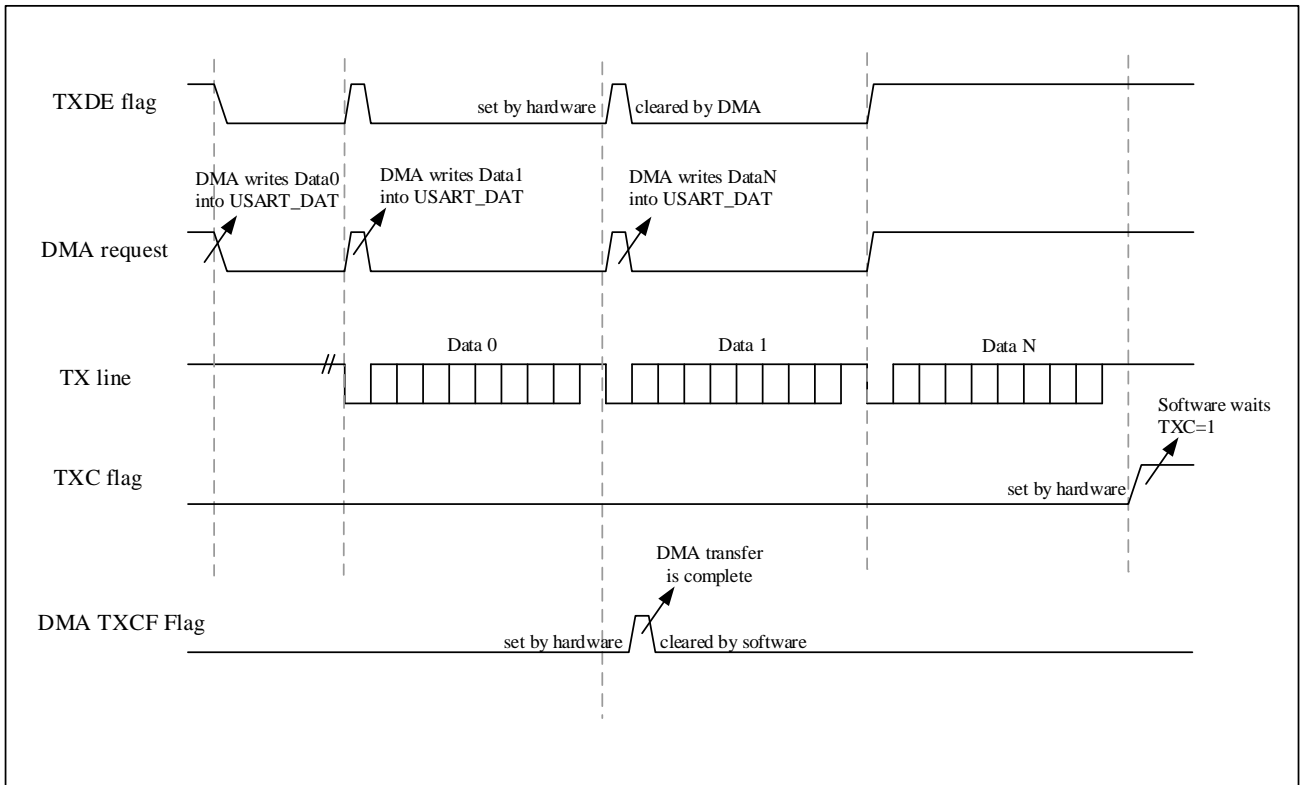 TXDE flag
set by hardware
cleared by DMA
DMA writes Data0
into USART_DAT
DMA writes Data1
into USART_DAT
DMA writes DataN
into USART_DAT
DMA request
Data 0
Data 1
Data N
TX line
Software waits
TXC=1
TXC flag
set by hardware
DMA transfer
is complete
DMA TXCF Flag
set by hardware
cleared by software